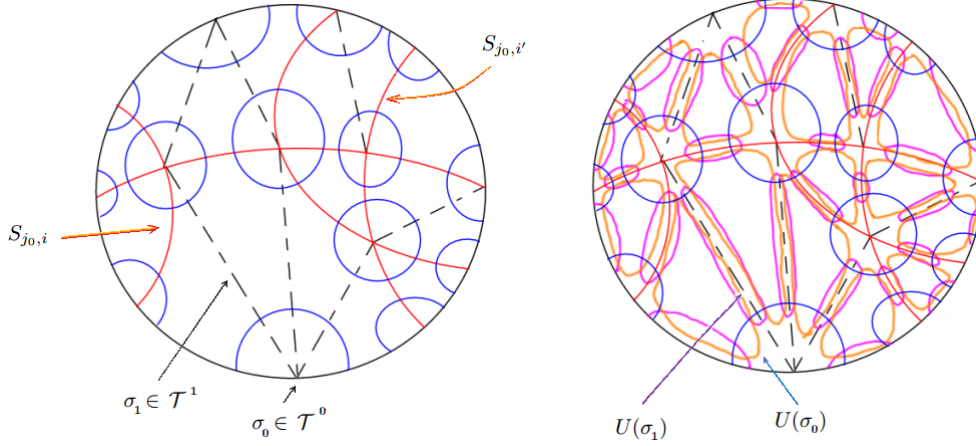 S_{j_0,i'}
S_{j_0,i}
σ_1 ∈ 𝒯^1
σ_0 ∈ 𝒯^0
U(σ_1)
U(σ_0)